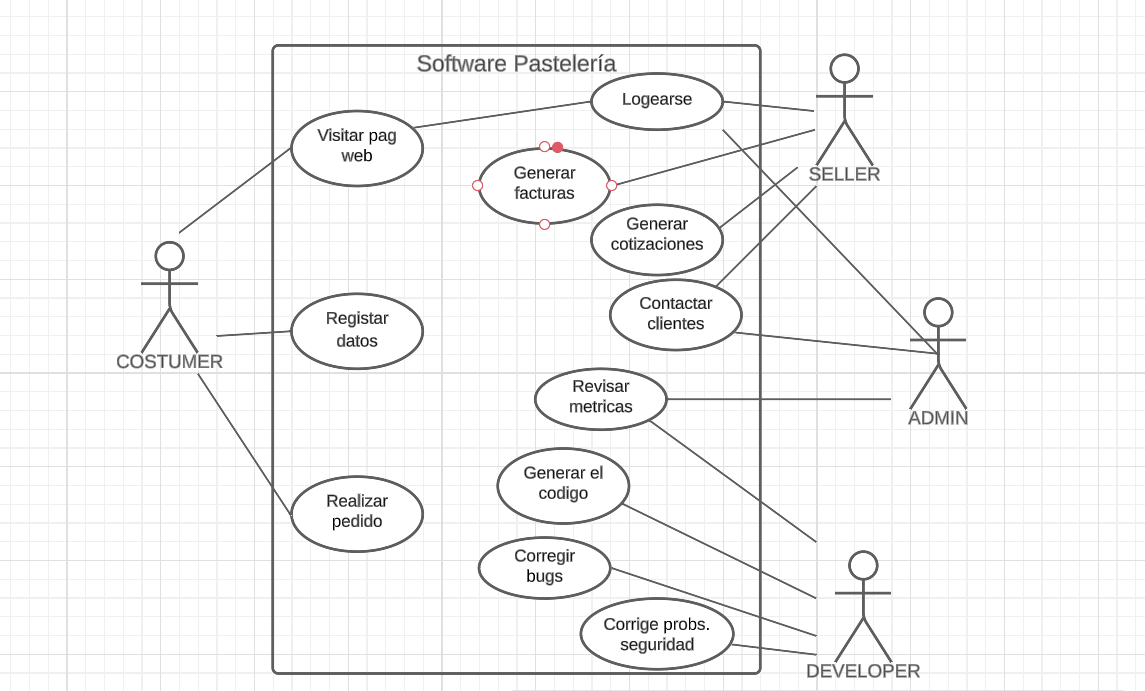 Software Pastelería
Logearse
Visitar pag
web
Generar
facturas
SELLER
Generar
cotizaciones
Contactar
clientes
Registar
datos
COSTUMER
Revisar
metricas
ADMIN
Generar el
codigo
Realizar
pedido
Corregir
bugs
Corrige probs.
seguridad
DEVELOPER